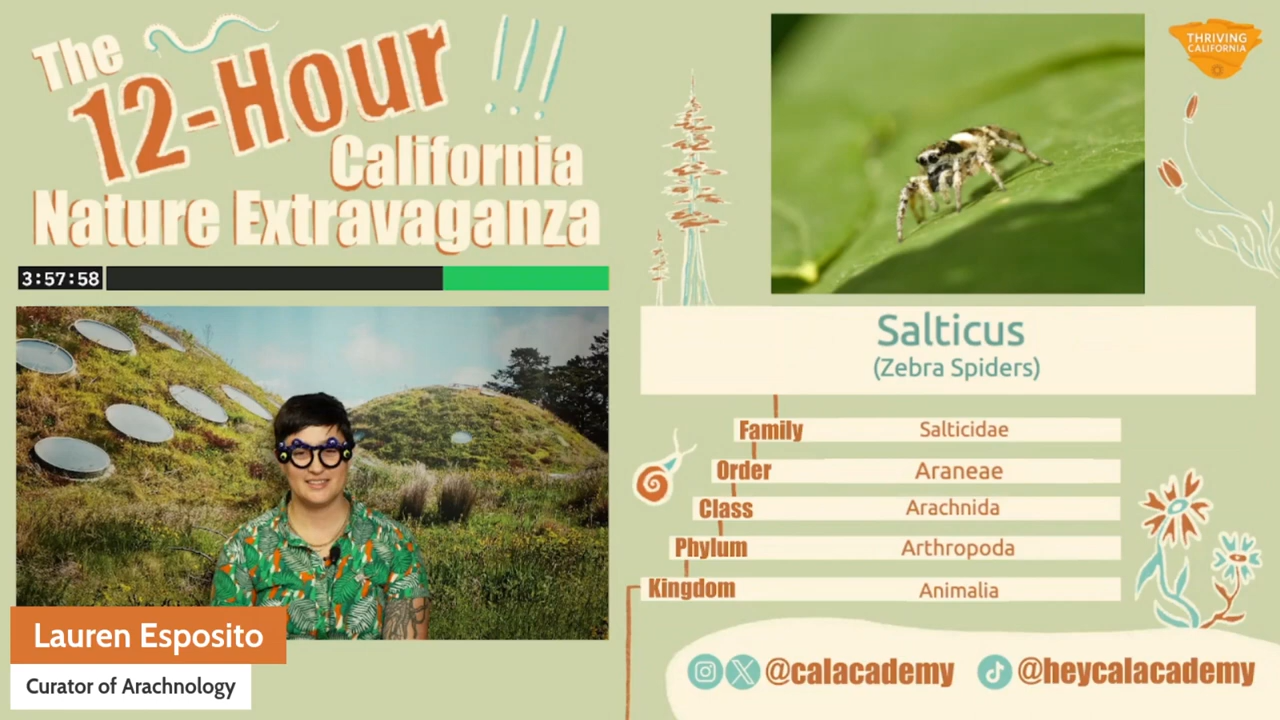 The
12-Hour
!!!
California
Nature Extravaganza
3:57:58
THRIVING
CALIFORNIA
Salticus
(Zebra Spiders)
Family Salticidae
Order Araneae
Class Arachnida
Phylum Arthropoda
Kingdom Animalia
Lauren Esposito
Curator of Arachnology
@calacademy @heycalacademy